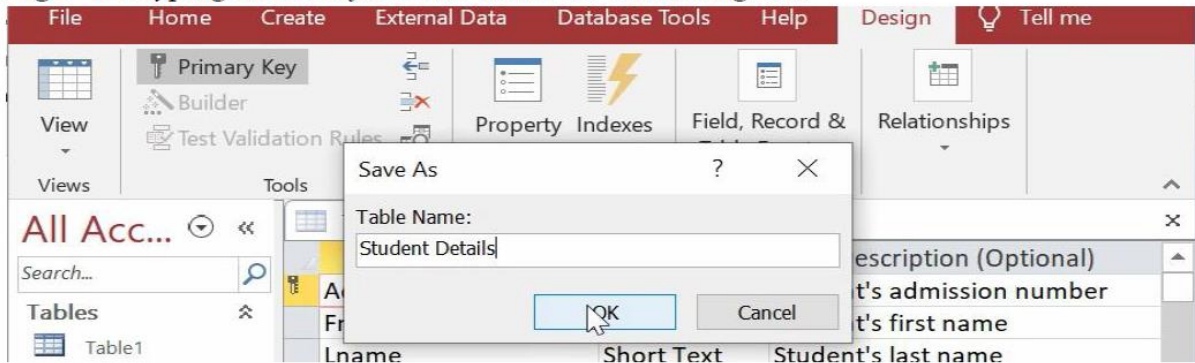 File Home Create External Data Database Tools Help Design Tell me
Primary Key
Builder
Test Validation Rules
View
Property Indexes
Field, Record &
Relationships
Views
Tools
Save As ?
Table Name:
Student Details
OK Cancel
All Acc... «
Search...
Tables
Table1
escription (Optional)
t's admission number
t's first name
Lname Short Text Student's last name